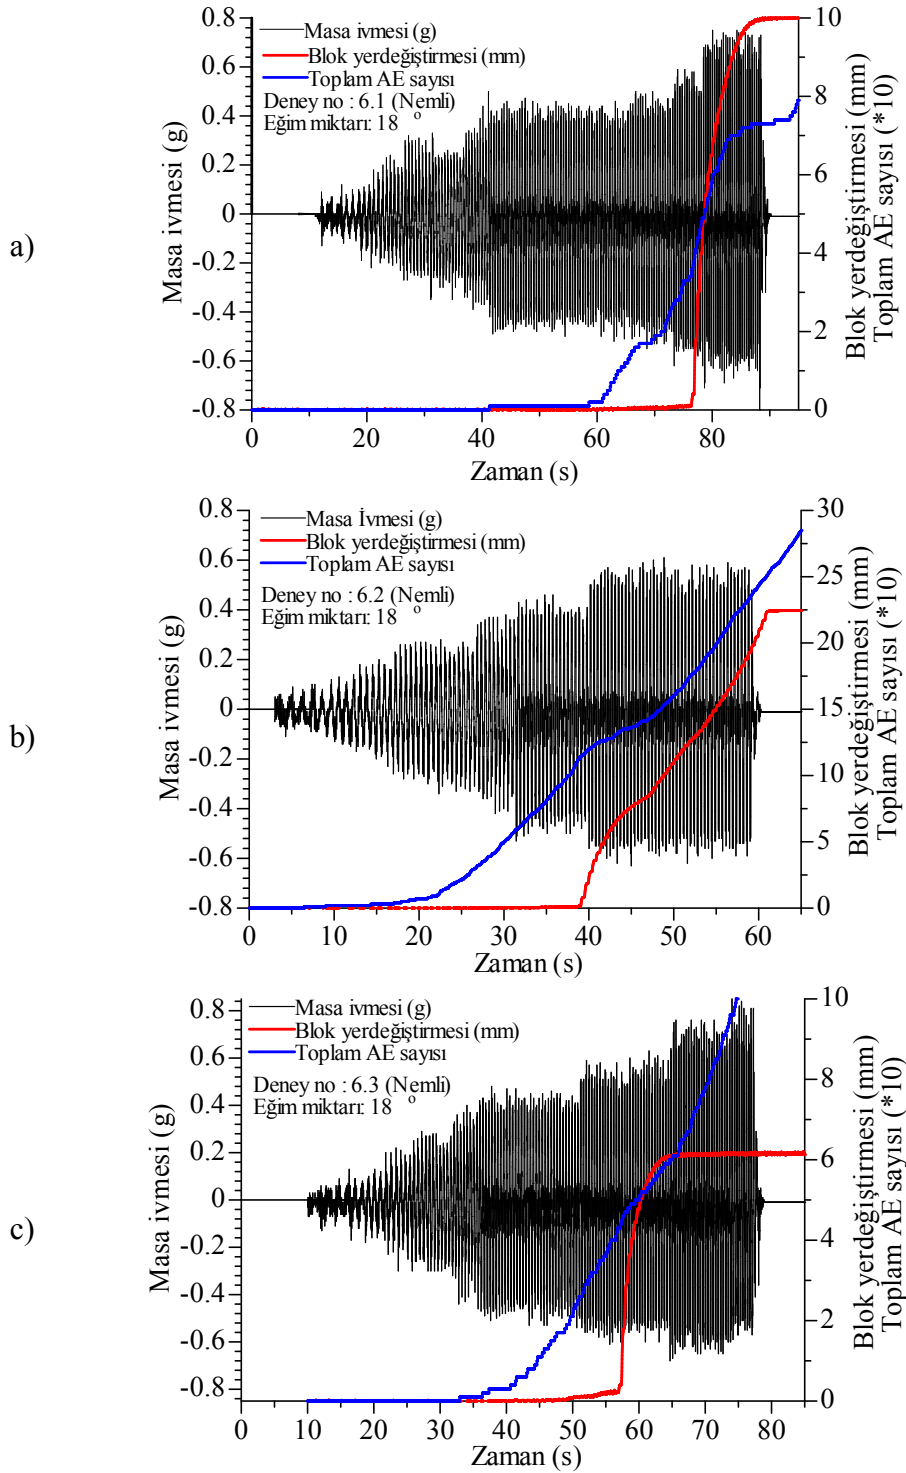 a)
Masa ivmesi (g)
0.8
0.6
0.4
0.2
0
-0.2
-0.4
-0.6
-0.8
Masa ivmesi (g)
Blok yerdeğiştirmesi (mm)
Toplam AE sayısı
Deney no : 6.1 (Nemli)
Eğim miktarı: 18 °
0 20 40 60 80
Zaman (s)
10
8
6
4
2
0
Blok yerdeğiştirmesi (mm)
Toplam AE sayısı (*10)
b)
Masa ivmesi (g)
0.8
0.6
0.4
0.2
0
-0.2
-0.4
-0.6
-0.8
Masa İvmesi (g)
Blok yerdeğiştirmesi (mm)
Toplam AE sayısı
Deney no : 6.2 (Nemli)
Eğim miktarı: 18 °
0 10 20 30 40 50 60
Zaman (s)
30
25
20
15
10
5
0
Blok yerdeğiştirmesi (mm)
Toplam AE sayısı (*10)
c)
Masa ivmesi (g)
0.8
0.6
0.4
0.2
0
-0.2
-0.4
-0.6
-0.8
Masa ivmesi (g)
Blok yerdeğiştirmesi (mm)
Toplam AE sayısı
Deney no : 6.3 (Nemli)
Eğim miktarı: 18 °
0 10 20 30 40 50 60 70 80
Zaman (s)
10
8
6
4
2
0
Blok yerdeğiştirmesi (mm)
Toplam AE sayısı (*10)